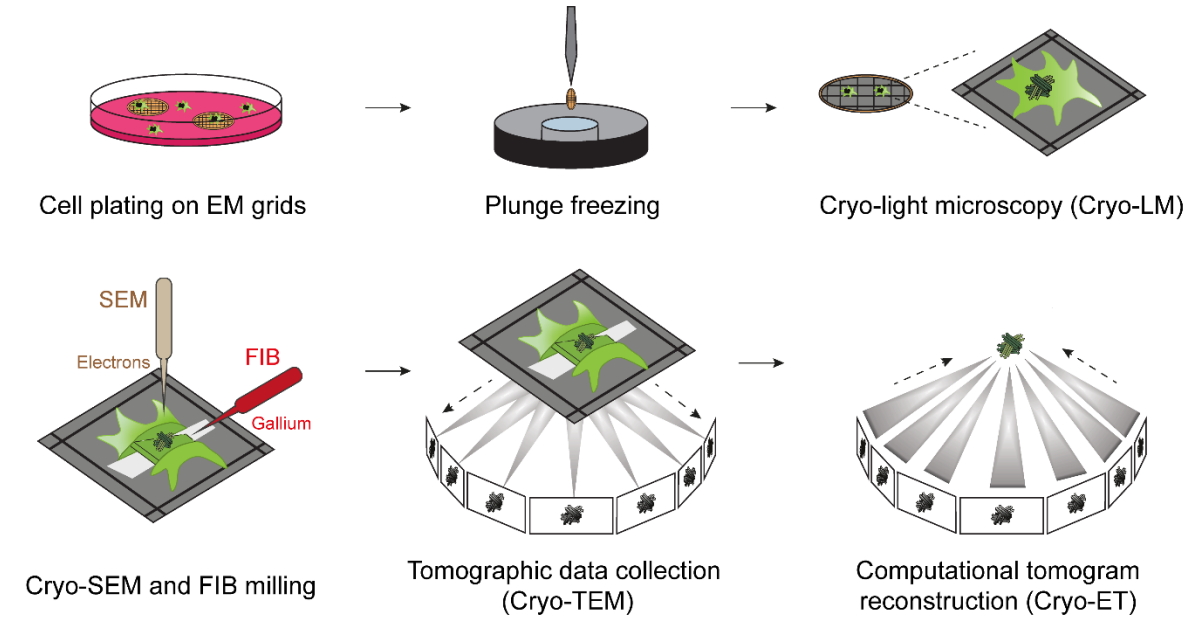 Cell plating on EM grids
Plunge freezing
Cryo-light microscopy (Cryo-LM)
SEM
Electrons
FIB
Gallium
Cryo-SEM and FIB milling
Tomographic data collection
(Cryo-TEM)
Computational tomogram
reconstruction (Cryo-ET)